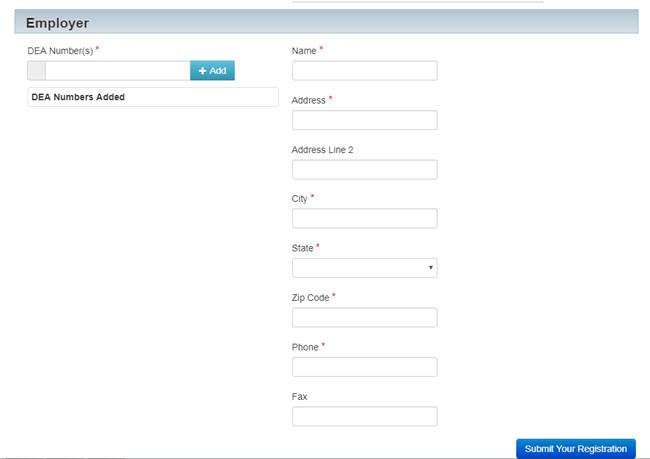 Employer
DEA Number(s) *
+ Add
DEA Numbers Added
Name *
Address *
Address Line 2
City *
State *
Zip Code *
Phone *
Fax
Submit Your Registration